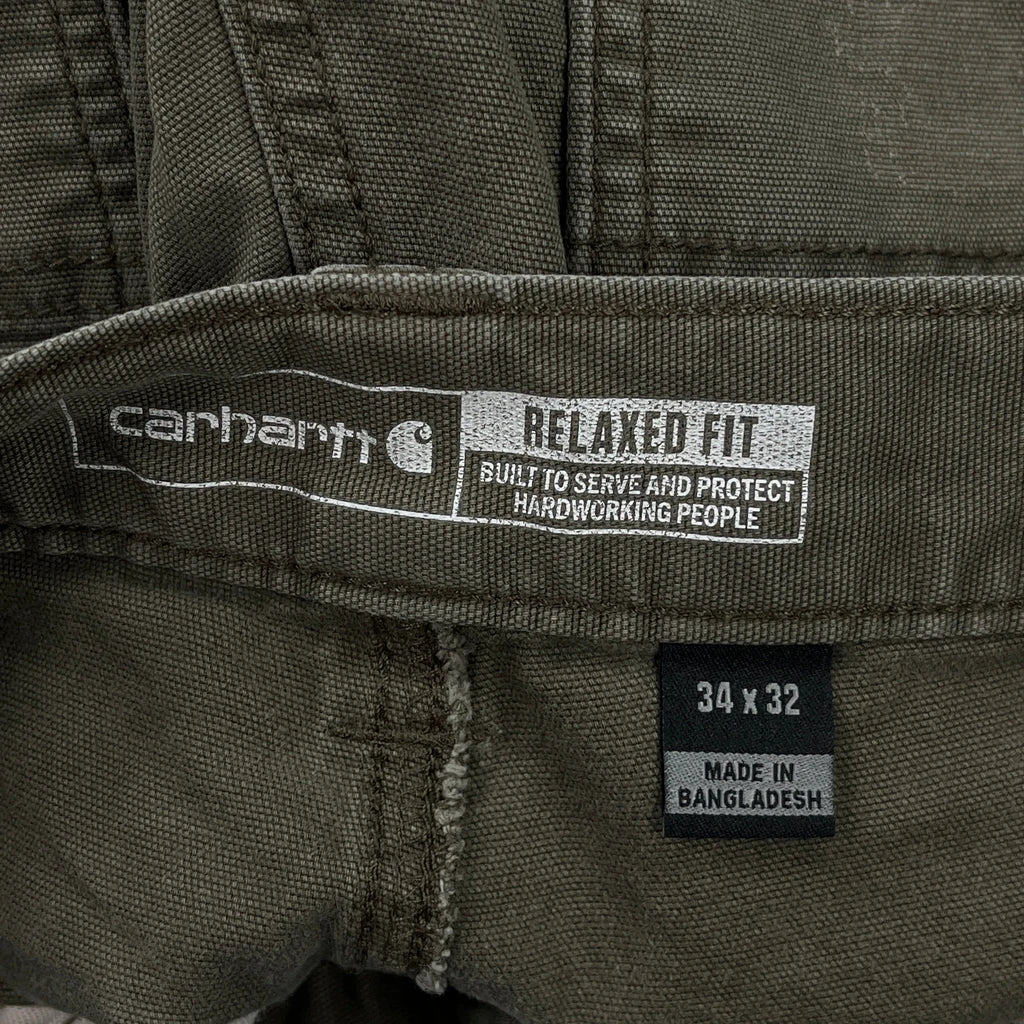 carhartt
RELAXED FIT
BUILT TO SERVE AND PROTECT
HARDWORKING PEOPLE
34 x 32
MADE IN
BANGLADESH